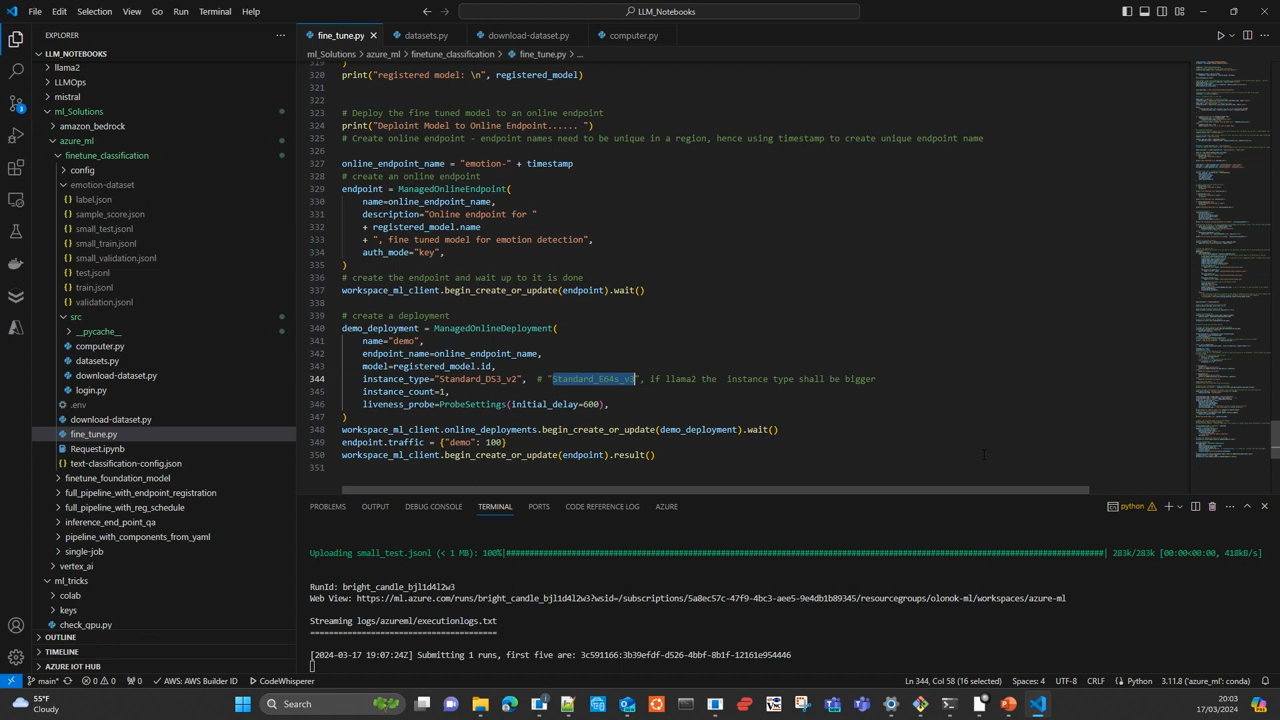 File Edit Selection View Go Run Terminal Help
LLM_Notebooks
EXPLORER
fine_tune.py
datasets.py
download-dataset.py
computer.py
LLM_NOTEBOOKS
ml_Solutions > azure_ml > finetune_classification > fine_tune.py > ...
llama2
LLMOps
mistral
ml_Solutions
amazon_bedrock
azure_ml
finetune_classification
config
emotion-dataset
label.json
sample_score.json
small_test.jsonl
small_train.jsonl
small_validation.jsonl
test.jsonl
train.jsonl
validation.jsonl
src
__pycache__
computer.py
datasets.py
download-dataset.py
login.py
.env
download-dataset.py
fine_tune.py
Request.ipynb
text-classification-config.json
finetune_foundation_model
full_pipeline_with_endpoint_registration
full_pipeline_with_reg_schedule
inference_end_point_qa
pipeline_with_components_from_yaml
single-job
vertex_ai
ml_tricks
colab
keys
check_gpu.py
OUTLINE
TIMELINE
AZURE IOT HUB
319 )
320 print("registered model: \n", registered_model)
321
322
323 the fine tuned model to an online endpoint
324 Model to Online Endpoint...... ")
325 online endpoint - endpoint names need to be unique in a region, hence using timestamp to create unique endpoint name
326
327 online_endpoint_name = "emotion- timestamp
328 # create an online endpoint
329 endpoint = ManagedOnlineEndpoint(
330 name=online_endpoint_name,
331 description="Online endpoint for "
332 + registered_model.name
333 + ", fine tuned model for emotion detection",
334 auth_mode="key",
335 )
336 # create the endpoint and wait until it is done
337 workspace_ml_client.begin_create_or_update(endpoint).wait()
338
339 # create a deployment
340 demo_deployment = ManagedOnlineDeployment(
341 name="demo",
342 endpoint_name=online_endpoint_name,
343 model=registered_model.id,
344 if llama2 the instance type shall be bigger
345 instance_count=1,
346
347 )
348 workspace_ml_client.online_deployments.begin_create_or_update(demo_deployment).wait()
349 endpoint.traffic = {"demo": 100}
350 workspace_ml_client.begin_create_or_update(endpoint).result()
351
PROBLEMS OUTPUT DEBUG CONSOLE TERMINAL PORTS CODE REFERENCE LOG AZURE
python
Uploading small_test.jsonl (< 1 MB): 100% 283k/283k [00:00<00:00, 418kB/s]
RunId: bright_candle_bjl1d4l2w3
Web View: https://ml.azure.com/runs/bright_candle_bjl1d4l2w3?wsid=/subscriptions/5a8ec57c-47f9-4bc3-aee5-9e4db1b89345/resourcegroups/olonok-ml/workspaces/azure-ml
Streaming logs/azureml/executionlogs.txt
========================================
[2024-03-17 19:07:24Z] Submitting 1 runs, first five are: 3c591166:3b39efdf-d526-4bbf-8b1f-12161e954446
main* 0 0 0 AWS: AWS Builder ID CodeWhisperer
Ln 344, Col 58 (16 selected) Spaces: 4 UTF-8 CRLF Python 3.11.8 ('azure_ml': conda)
55°F
Cloudy
Search
20:03
17/03/2024